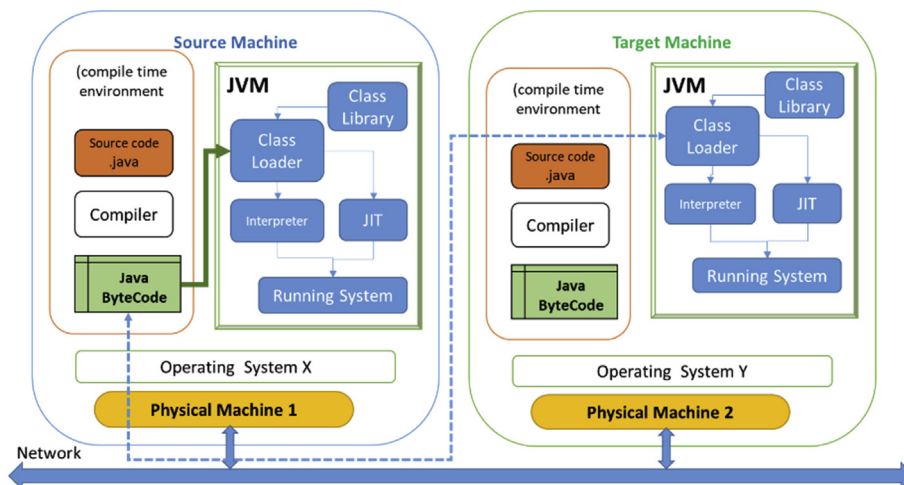 Source Machine
(compile time
environment
Source code
.java
Compiler
Java
ByteCode
JVM
Class
Library
Class
Loader
Interpreter
JIT
Running System
Operating System X
Physical Machine 1
Target Machine
(compile time
environment
Source code
.java
Compiler
Java
ByteCode
JVM
Class
Library
Class
Loader
Interpreter
JIT
Running System
Operating System Y
Physical Machine 2
Network